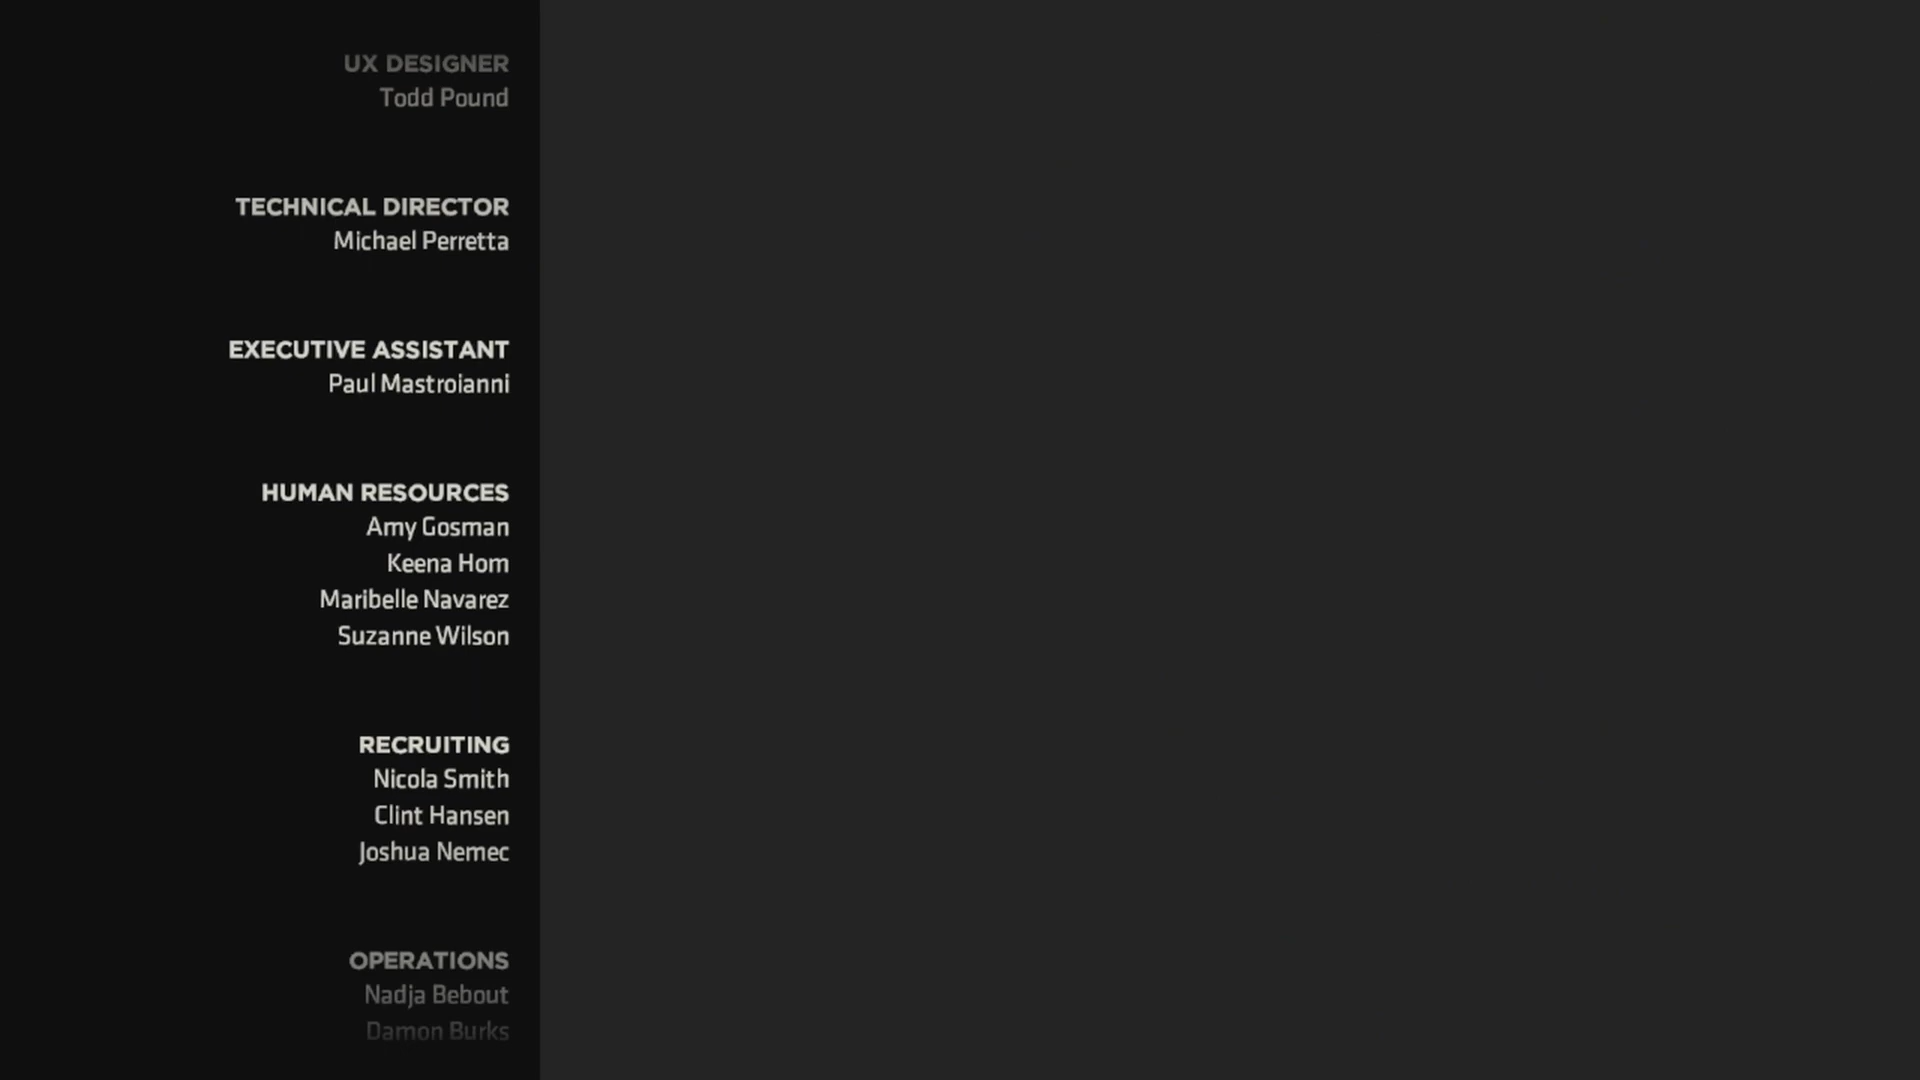 UX DESIGNER
Todd Pound
TECHNICAL DIRECTOR
Michael Perretta
EXECUTIVE ASSISTANT
Paul Mastroianni
HUMAN RESOURCES
Amy Gosman
Keena Hom
Maribelle Navarez
Suzanne Wilson
RECRUITING
Nicola Smith
Clint Hansen
Joshua Nemec
OPERATIONS
Nadja Bebout
Damon Burks